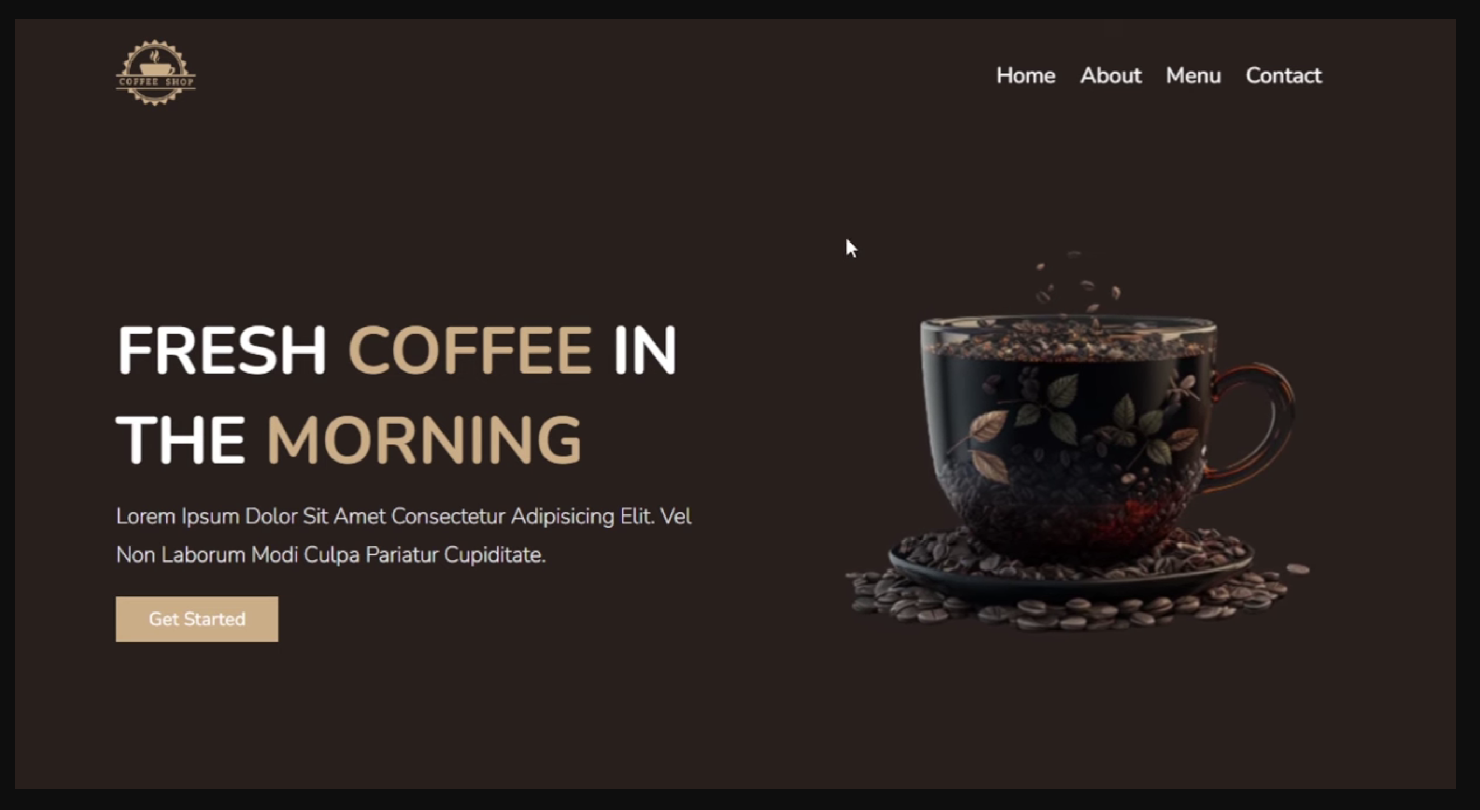 COFFEE SHOP
Home About Menu Contact
FRESH COFFEE IN
THE MORNING
Lorem Ipsum Dolor Sit Amet Consectetur Adipisicing Elit. Vel
Non Laborum Modi Culpa Pariatur Cupiditate.
Get Started